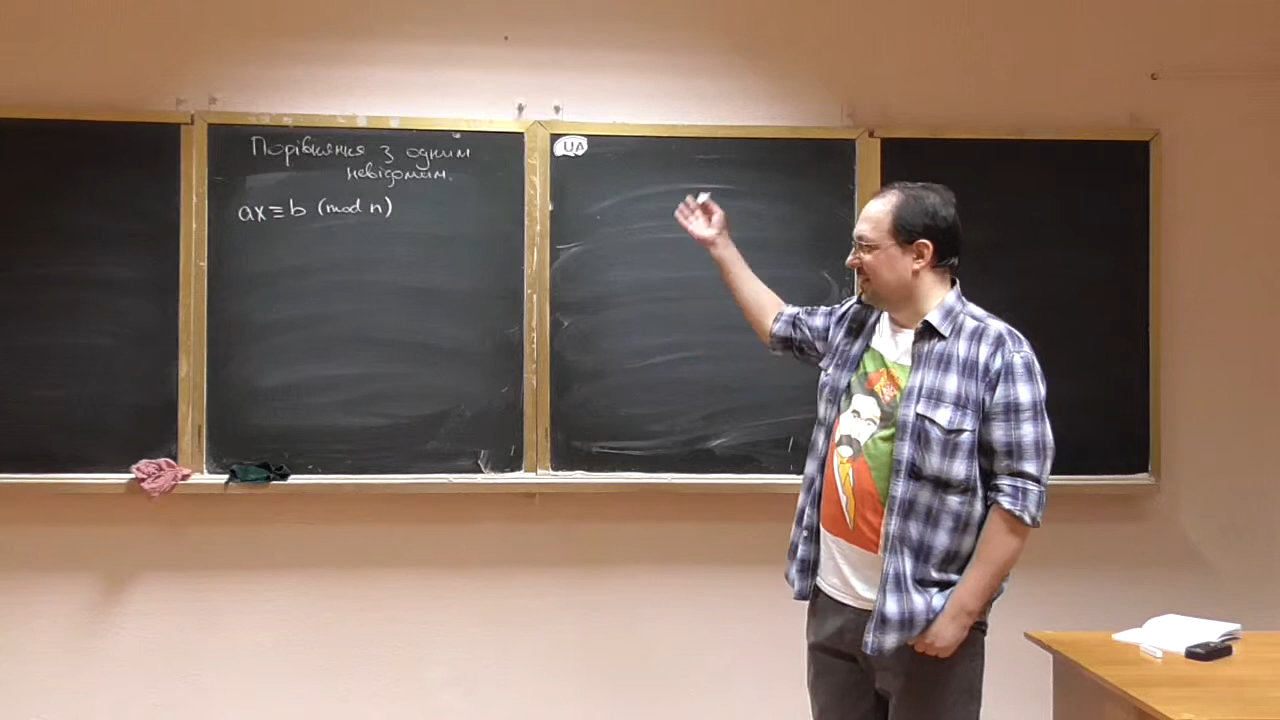 Порівняння з одним
невідомим.
ax ≡ b (mod n)
UA